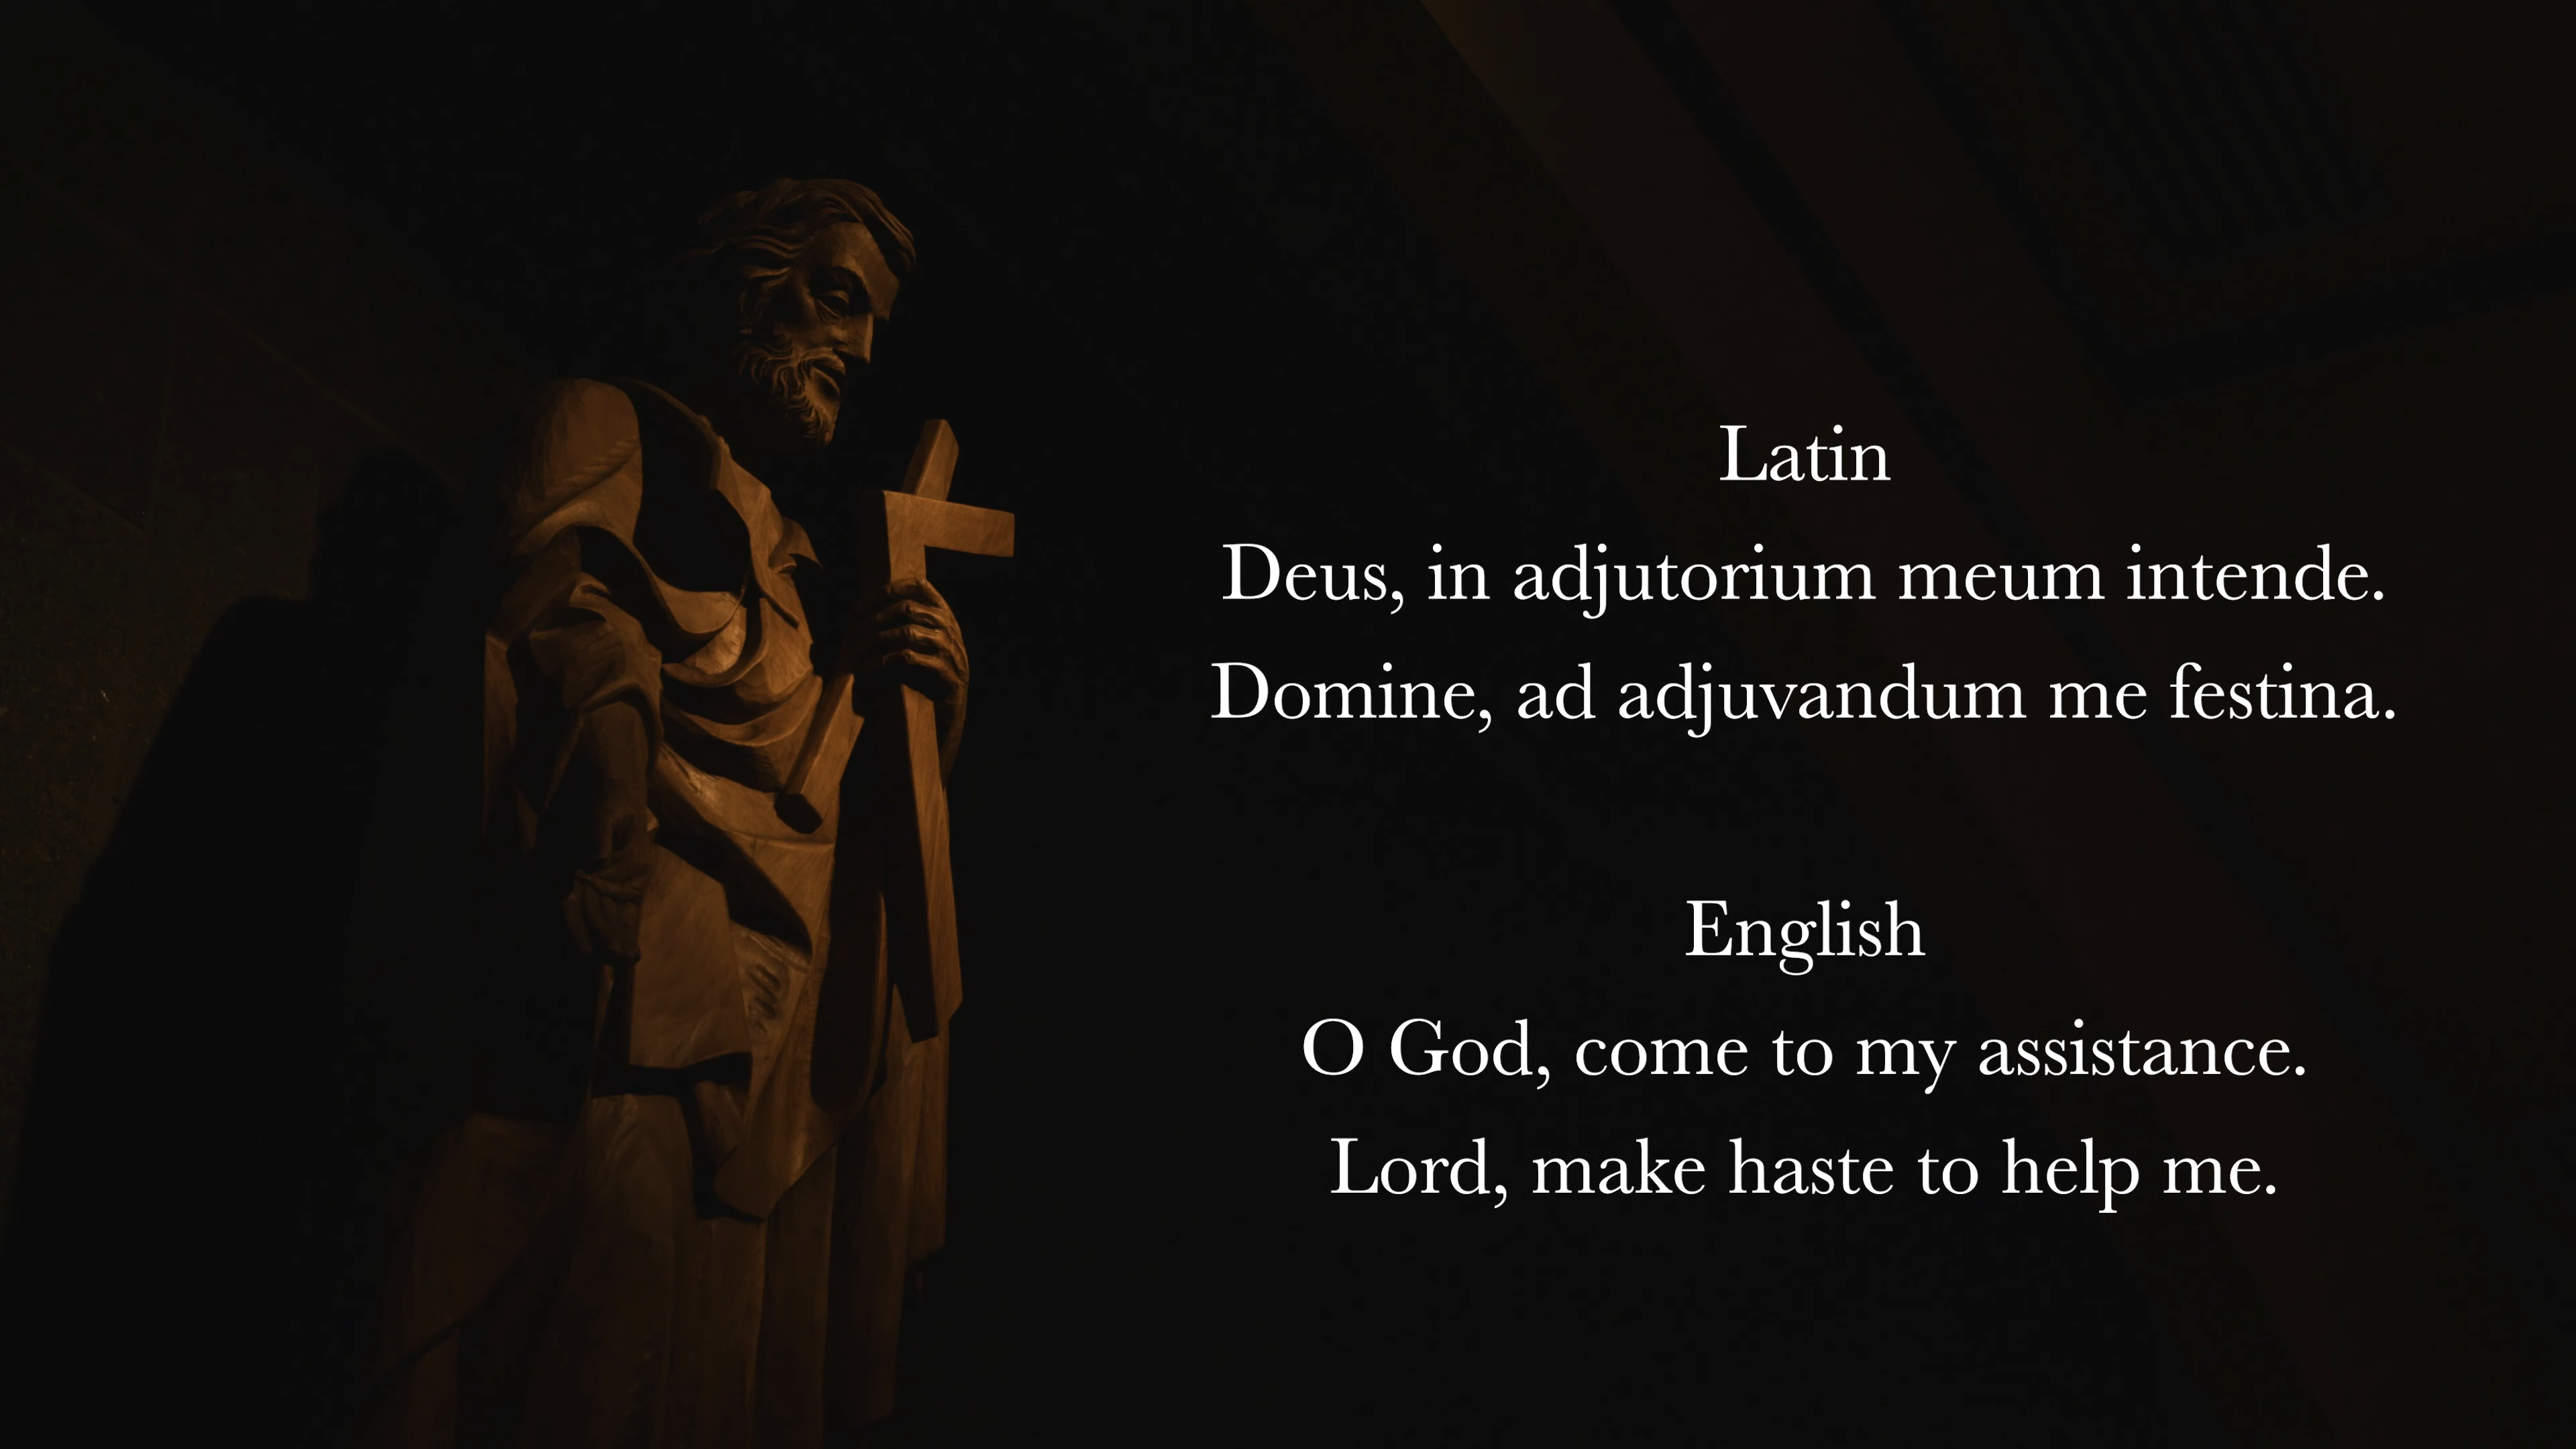 Latin
Deus, in adjutorium meum intende.
Domine, ad adjuvandum me festina.
English
O God, come to my assistance.
Lord, make haste to help me.